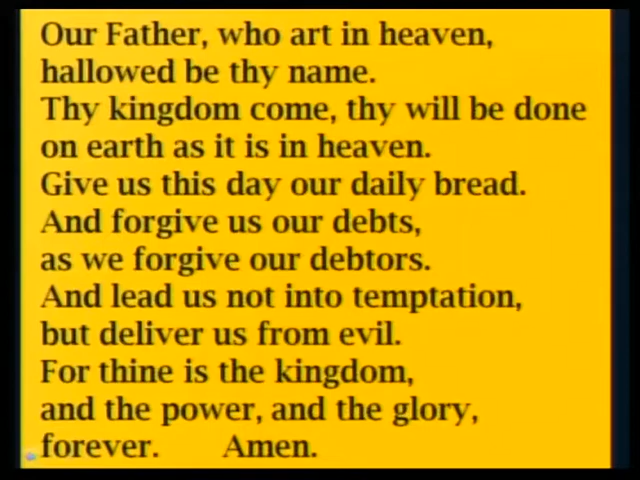 Our Father, who art in heaven,
hallowed be thy name.
Thy kingdom come, thy will be done
on earth as it is in heaven.
Give us this day our daily bread.
And forgive us our debts,
as we forgive our debtors.
And lead us not into temptation,
but deliver us from evil.
For thine is the kingdom,
and the power, and the glory,
forever. Amen.